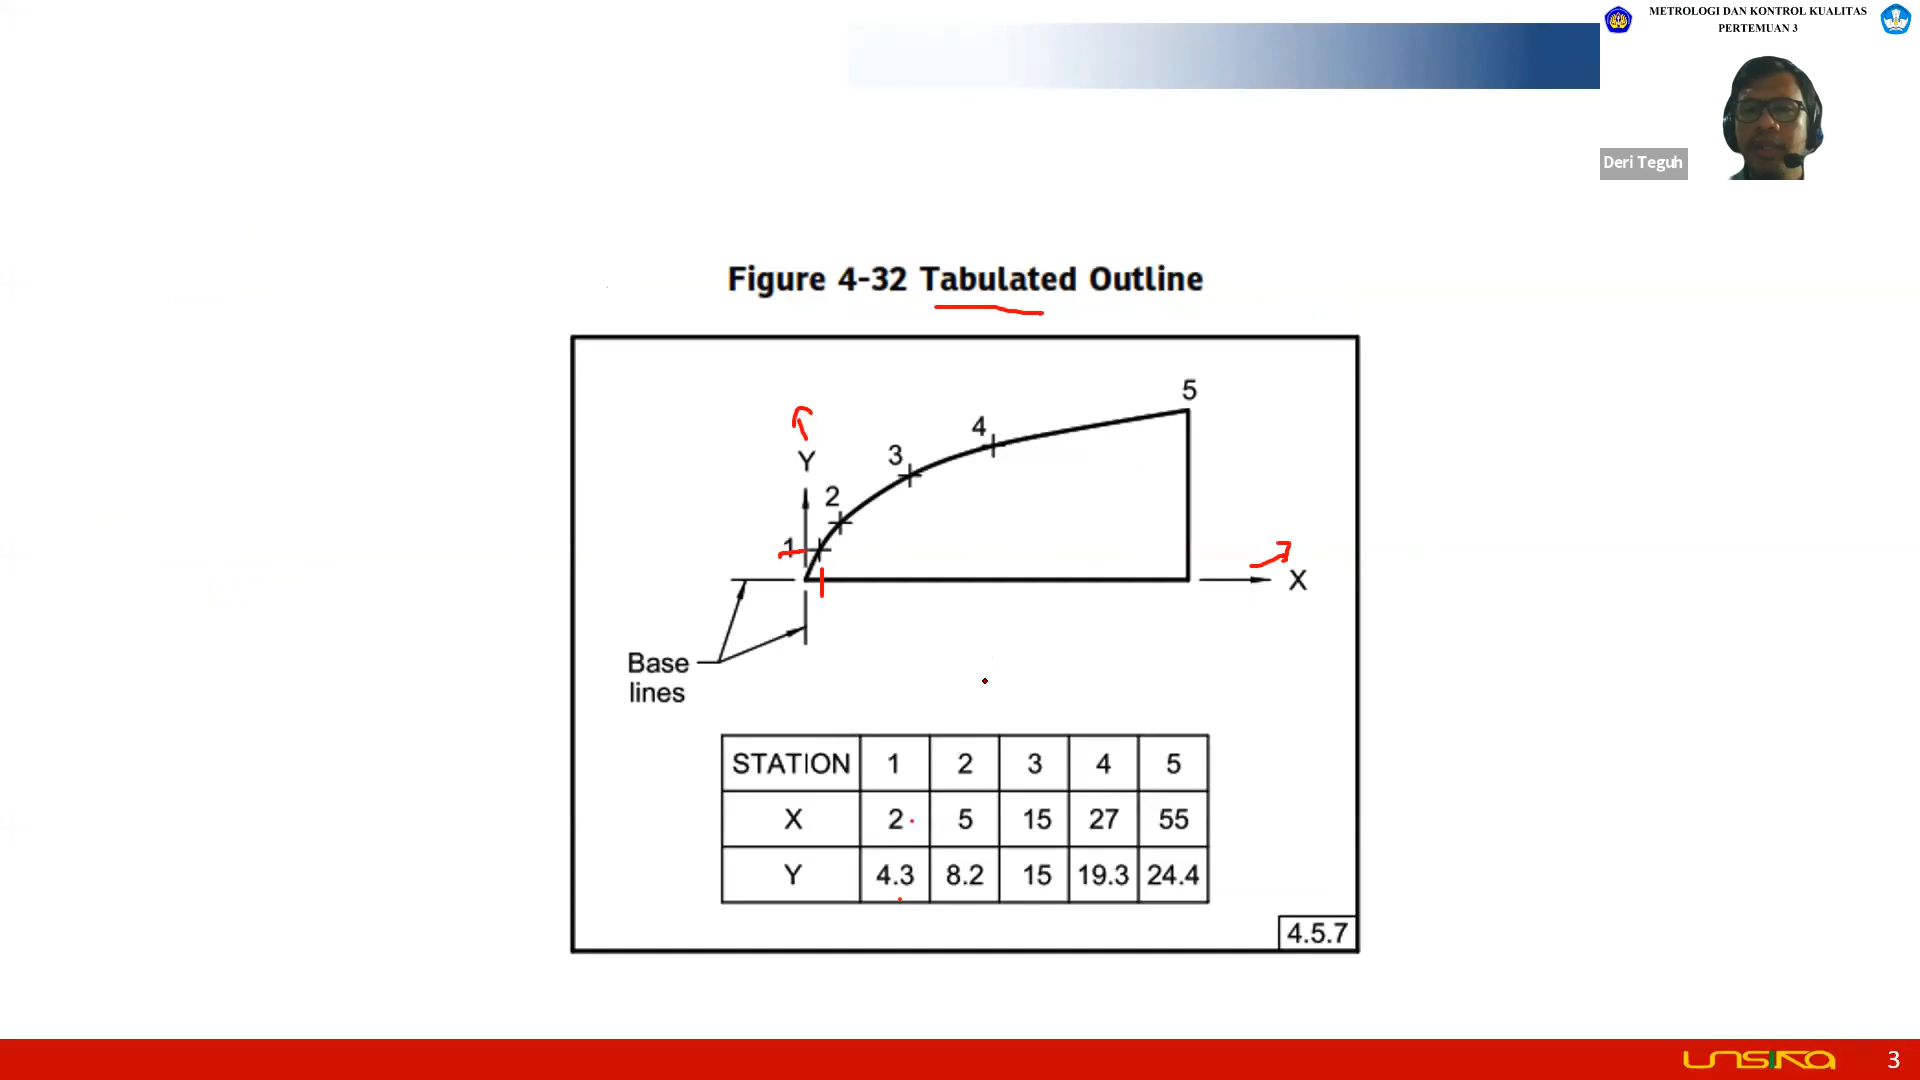 METROLOGI DAN KONTROL KUALITAS
PERTEMUAN 3
Deri Teguh
Figure 4-32 Tabulated Outline
5
4
3
Y
2
1
X
Base
lines
STATION 1 2 3 4 5
X 2 5 15 27 55
Y 4.3 8.2 15 19.3 24.4
4.5.7
unsika
3